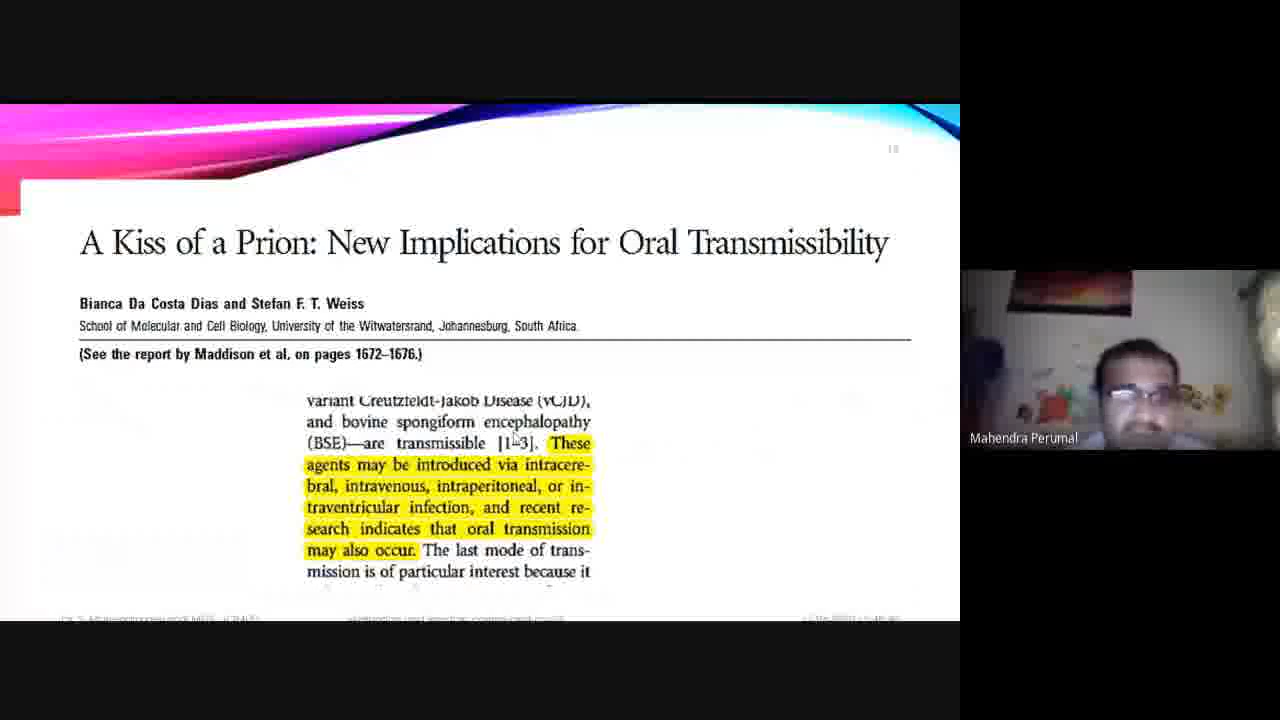 A Kiss of a Prion: New Implications for Oral Transmissibility
Bianca Da Costa Dias and Stefan F. T. Weiss
School of Molecular and Cell Biology, University of the Witwatersrand, Johannesburg, South Africa.
(See the report by Maddison et al, on pages 1672–1676.)
variant Creutzfeldt-Jakob Disease (vCJD),
and bovine spongiform encephalopathy
(BSE)—are transmissible [1–3]. These
agents may be introduced via intracere-
bral, intravenous, intraperitoneal, or in-
traventricular infection, and recent re-
search indicates that oral transmission
may also occur. The last mode of trans-
mission is of particular interest because it
Mahendra Perumal